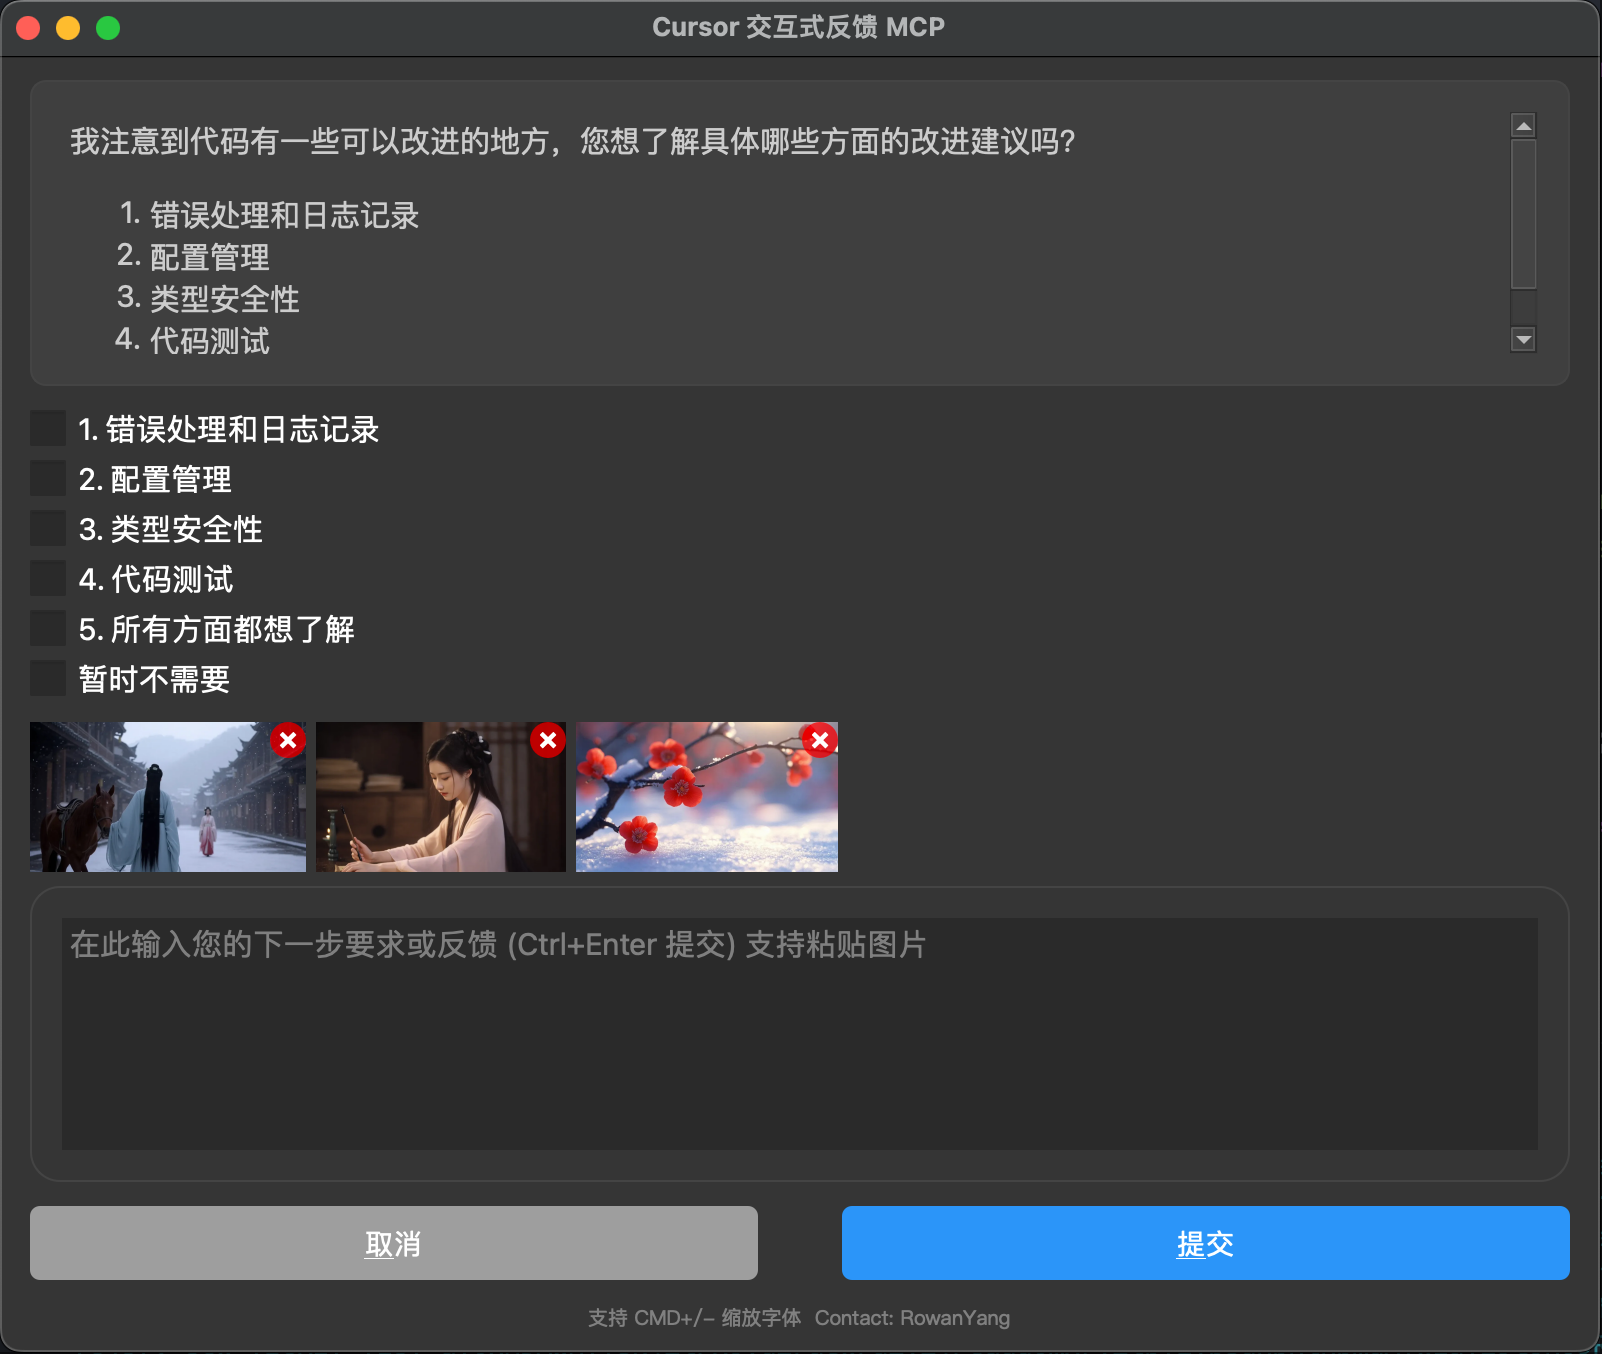 Cursor 交互式反馈 MCP
我注意到代码有一些可以改进的地方，您想了解具体哪些方面的改进建议吗？
1. 错误处理和日志记录
2. 配置管理
3. 类型安全性
4. 代码测试
1. 错误处理和日志记录
2. 配置管理
3. 类型安全性
4. 代码测试
5. 所有方面都想了解
暂时不需要
在此输入您的下一步要求或反馈 (Ctrl+Enter 提交) 支持粘贴图片
取消
提交
支持 CMD+/- 缩放字体 Contact: RowanYang